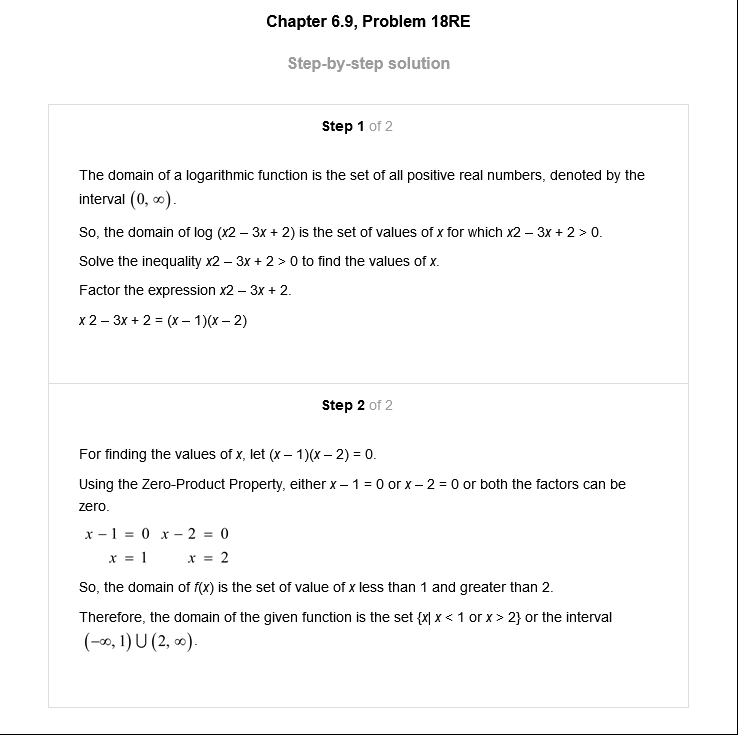 Chapter 6.9, Problem 18RE
Step-by-step solution
Step 1 of 2
The domain of a logarithmic function is the set of all positive real numbers, denoted by the
interval (0, ∞).
So, the domain of log (x2 – 3x + 2) is the set of values of x for which x2 – 3x + 2 > 0.
Solve the inequality x2 – 3x + 2 > 0 to find the values of x.
Factor the expression x2 – 3x + 2.
x 2 – 3x + 2 = (x – 1)(x – 2)
Step 2 of 2
For finding the values of x, let (x – 1)(x – 2) = 0.
Using the Zero-Product Property, either x – 1 = 0 or x – 2 = 0 or both the factors can be
zero.
x – 1 = 0 x – 2 = 0
x = 1 x = 2
So, the domain of f(x) is the set of value of x less than 1 and greater than 2.
Therefore, the domain of the given function is the set {x| x < 1 or x > 2} or the interval
(–∞, 1) ∪ (2, ∞).